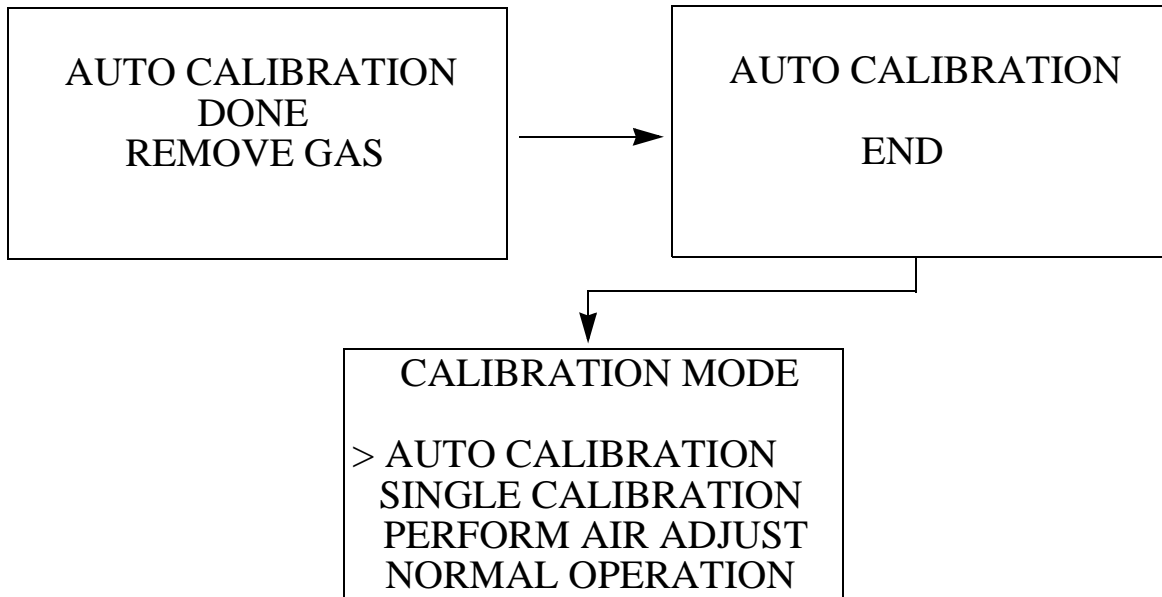 AUTO CALIBRATION
DONE
REMOVE GAS
AUTO CALIBRATION
END
CALIBRATION MODE
> AUTO CALIBRATION
SINGLE CALIBRATION
PERFORM AIR ADJUST
NORMAL OPERATION